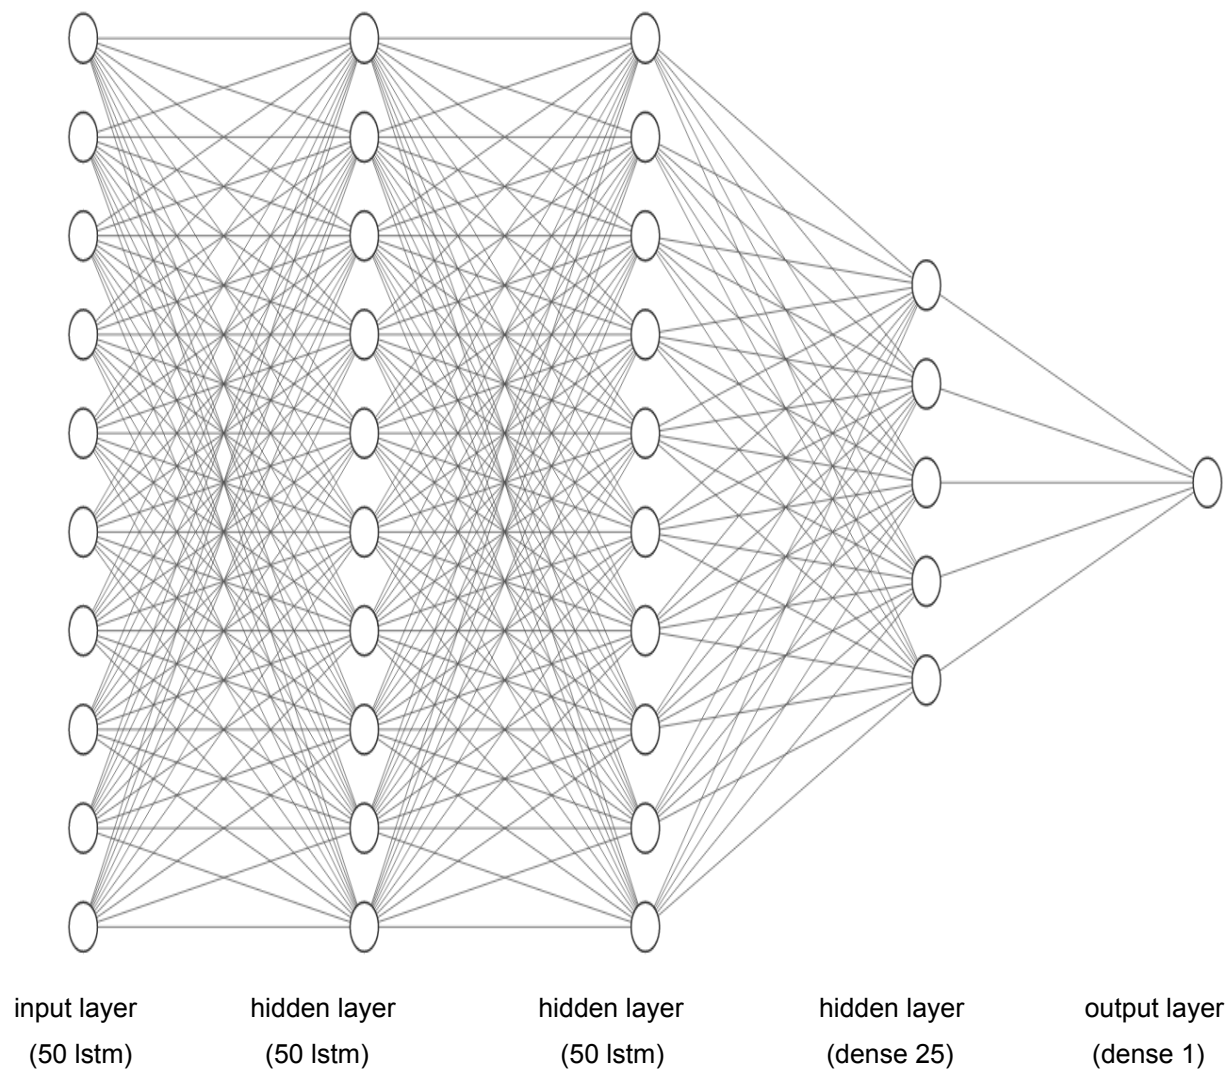 input layer
hidden layer
hidden layer
hidden layer
output layer
(50 lstm)
(50 lstm)
(50 lstm)
(dense 25)
(dense 1)